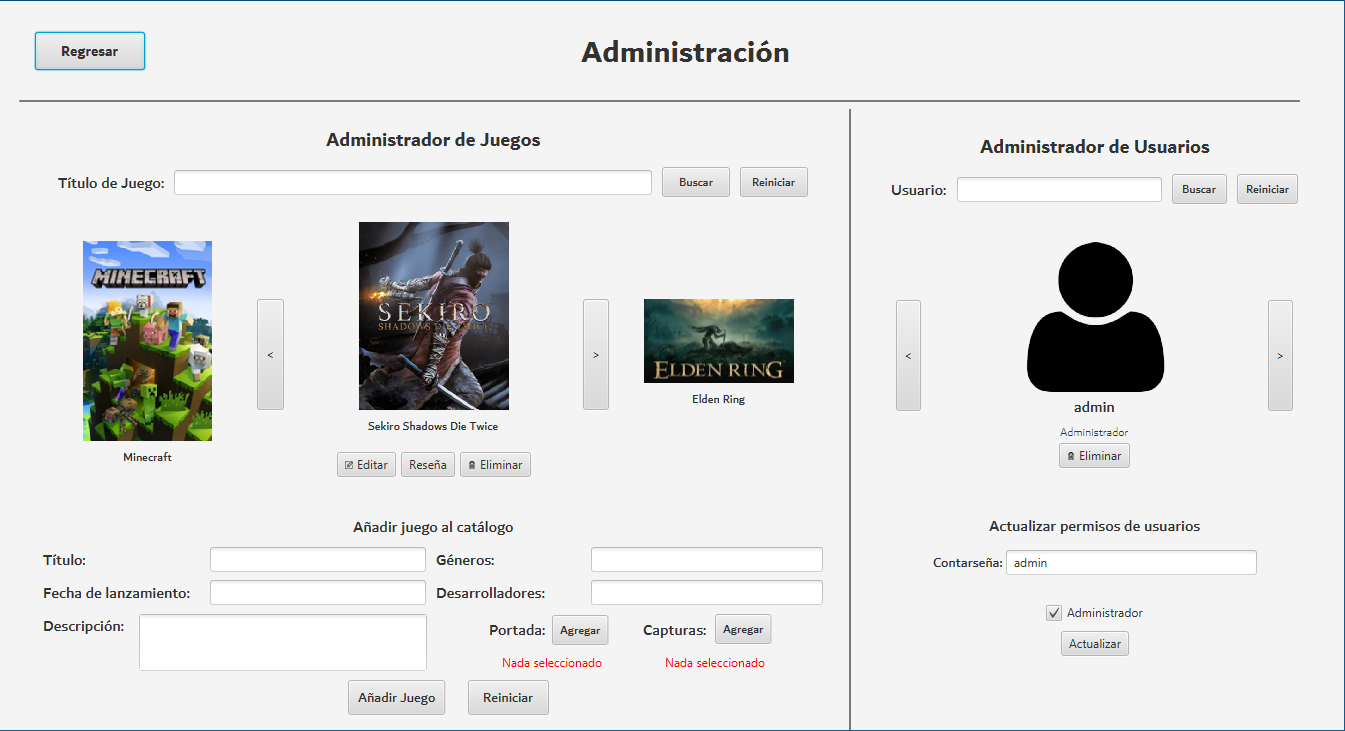 Regresar
Administración
Administrador de Juegos
Título de Juego:
Buscar
Reiniciar
MINECRAFT
Minecraft
<
SEKIRO
SHADOWS DIE TWICE
Sekiro Shadows Die Twice
Editar
Reseña
Eliminar
>
ELDEN RING
Elden Ring
Añadir juego al catálogo
Título:
Géneros:
Fecha de lanzamiento:
Desarrolladores:
Descripción:
Portada:
Agregar
Capturas:
Agregar
Nada seleccionado
Nada seleccionado
Añadir Juego
Reiniciar
Administrador de Usuarios
Usuario:
Buscar
Reiniciar
<
>
admin
Administrador
Eliminar
Actualizar permisos de usuarios
Contarseña:
admin
Administrador
Actualizar